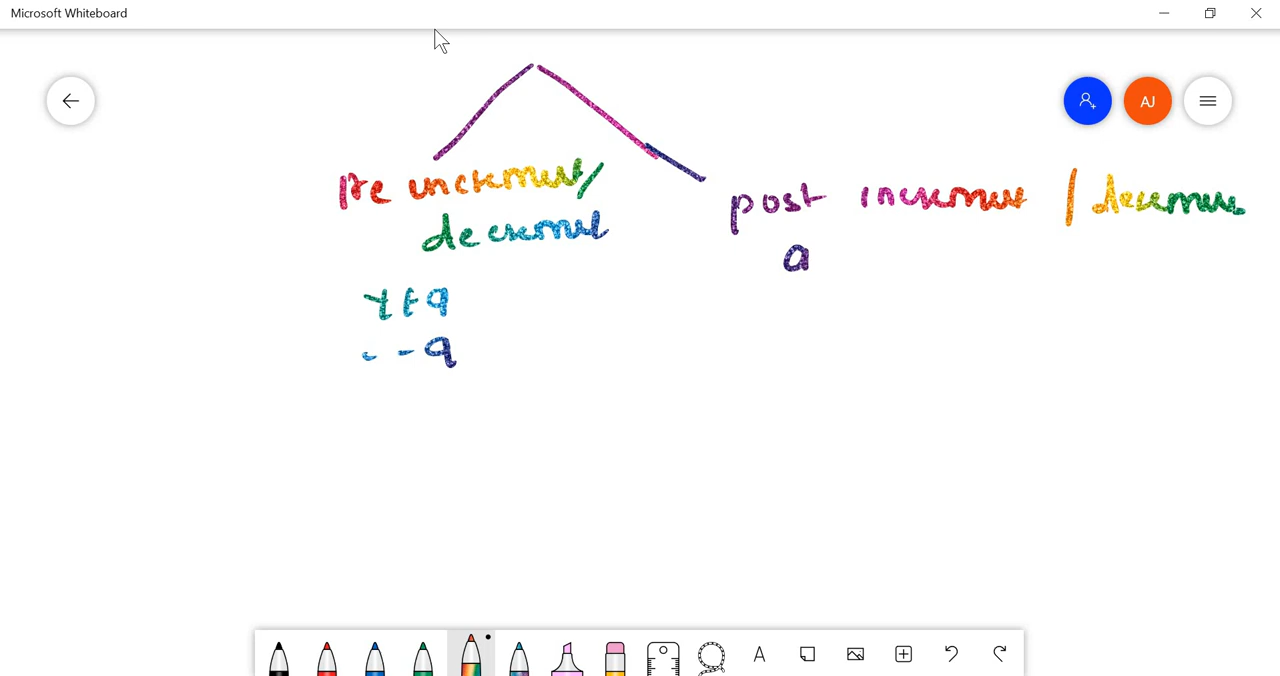 Microsoft Whiteboard
AJ
Pre increment/
decrement
post increment / decrement
a
++a
--a
A